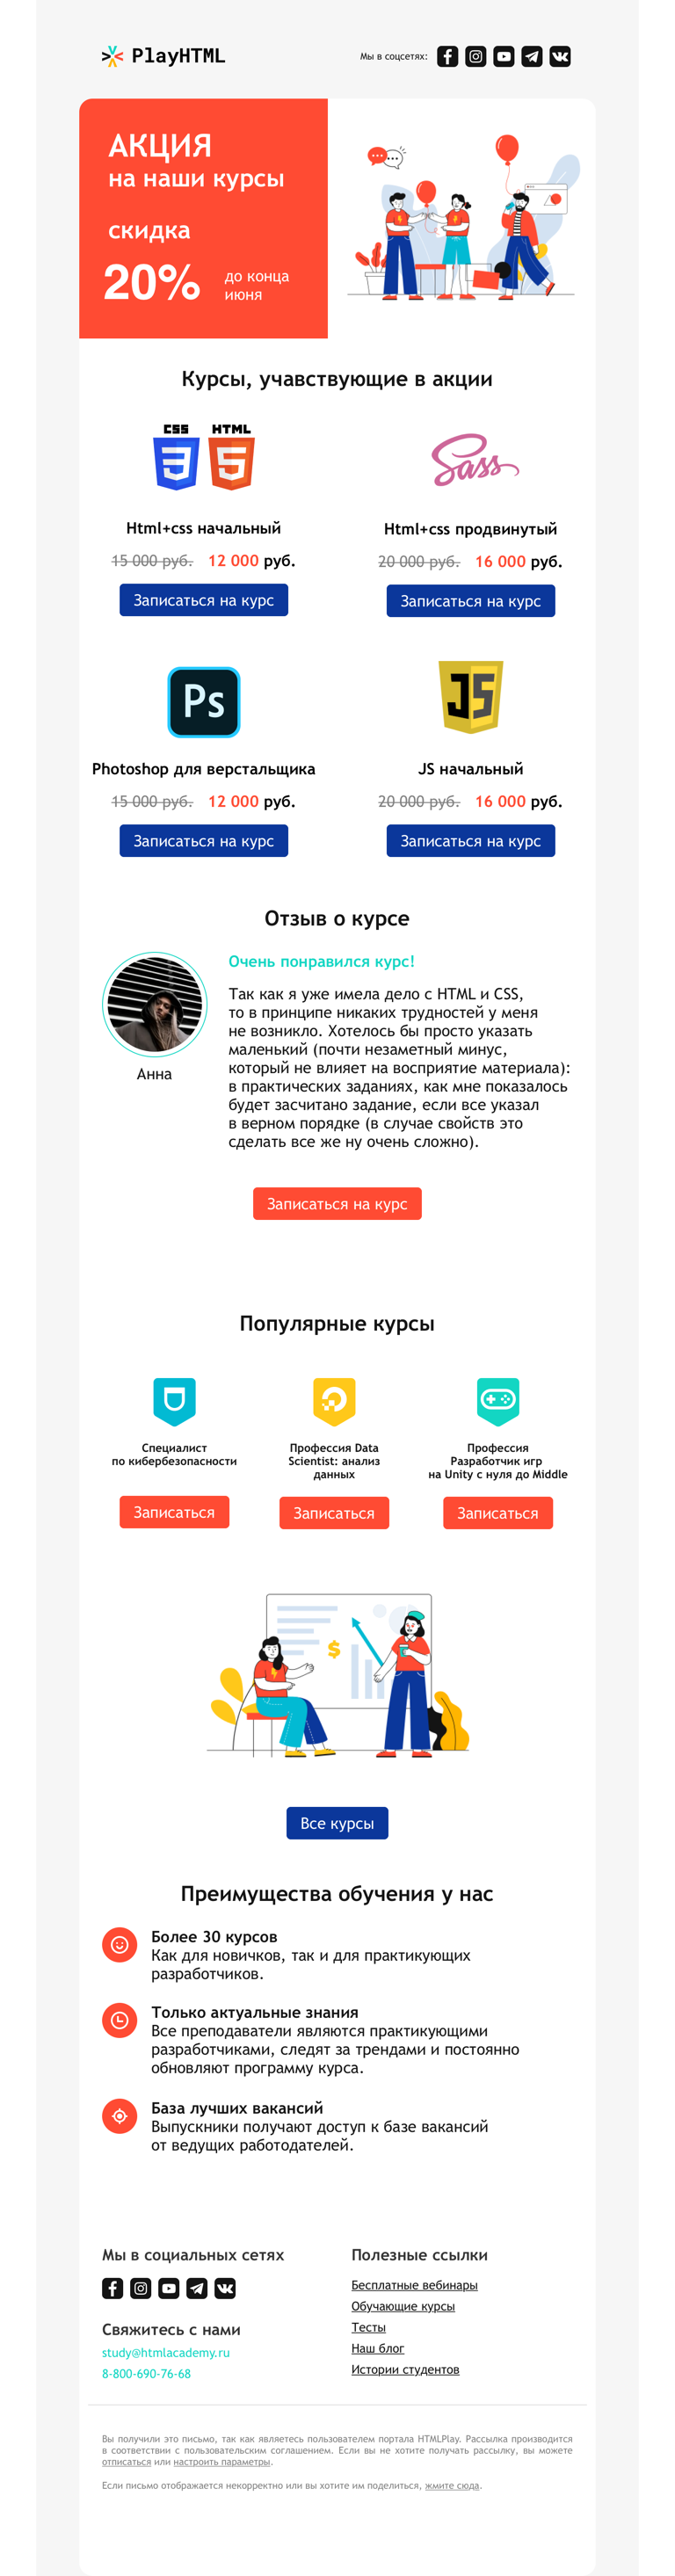 PlayHTML
Мы в соцсетях:
АКЦИЯ
на наши курсы
скидка
20%
до конца
июня
Курсы, учавствующие в акции
CSS
HTML
Sass
Html+css начальный
Html+css продвинутый
15 000 руб. 12 000 руб.
20 000 руб. 16 000 руб.
Записаться на курс
Записаться на курс
Ps
JS
Photoshop для верстальщика
JS начальный
15 000 руб. 12 000 руб.
20 000 руб. 16 000 руб.
Записаться на курс
Записаться на курс
Отзыв о курсе
Очень понравился курс!
Так как я уже имела дело с HTML и CSS,
то в принципе никаких трудностей у меня
не возникло. Хотелось бы просто указать
маленький (почти незаметный минус,
который не влияет на восприятие материала):
в практических заданиях, как мне показалось
будет засчитано задание, если все указал
в верном порядке (в случае свойств это
сделать все же ну очень сложно).
Анна
Записаться на курс
Популярные курсы
Специалист
по кибербезопасности
Профессия Data
Scientist: анализ
данных
Профессия
Разработчик игр
на Unity с нуля до Middle
Записаться
Записаться
Записаться
$
Все курсы
Преимущества обучения у нас
Более 30 курсов
Как для новичков, так и для практикующих
разработчиков.
Только актуальные знания
Все преподаватели являются практикующими
разработчиками, следят за трендами и постоянно
обновляют программу курса.
База лучших вакансий
Выпускники получают доступ к базе вакансий
от ведущих работодателей.
Мы в социальных сетях
Свяжитесь с нами
study@htmlacademy.ru
8-800-690-76-68
Полезные ссылки
Бесплатные вебинары
Обучающие курсы
Тесты
Наш блог
Истории студентов
Вы получили это письмо, так как являетесь пользователем портала HTMLPlay. Рассылка производится
в соответствии с пользовательским соглашением. Если вы не хотите получать рассылку, вы можете
отписаться или настроить параметры.
Если письмо отображается некорректно или вы хотите им поделиться, жмите сюда.